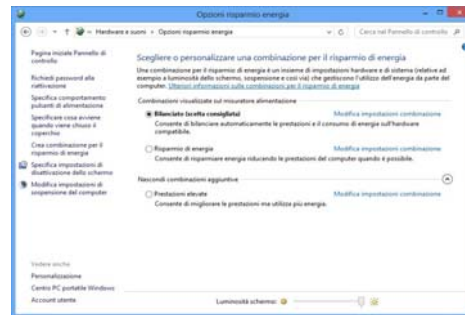 Opzioni risparmio energia
Hardware e suoni
Opzioni risparmio energia
Cerca nel Pannello di controllo
Pagina iniziale Pannello di
controllo
Richiedi password alla
riattivazione
Specifica comportamento
pulsanti di alimentazione
Specificare cosa avviene
quando viene chiuso il
coperchio
Crea combinazione per il
risparmio di energia
Specifica impostazioni di
disattivazione dello schermo
Modifica impostazioni di
sospensione del computer
Vedere anche
Personalizzazione
Centro PC portatile Windows
Account utente
Scegliere o personalizzare una combinazione per il risparmio di energia
Una combinazione per il risparmio di energia è un insieme di impostazioni hardware e di sistema (relative ad
esempio a luminosità dello schermo, sospensione e così via) che gestiscono l'utilizzo dell'energia da parte del
computer. Ulteriori informazioni sulle combinazioni per il risparmio di energia
Combinazioni visualizzate sul misuratore alimentazione
Bilanciato (scelta consigliata) Modifica impostazioni combinazione
Consente di bilanciare automaticamente le prestazioni e il consumo di energia sull'hardware
compatibile.
Risparmio di energia Modifica impostazioni combinazione
Consente di risparmiare energia riducendo le prestazioni del computer quando è possibile.
Nascondi combinazioni aggiuntive
Prestazioni elevate Modifica impostazioni combinazione
Consente di migliorare le prestazioni ma utilizza più energia.
Luminosità schermo: